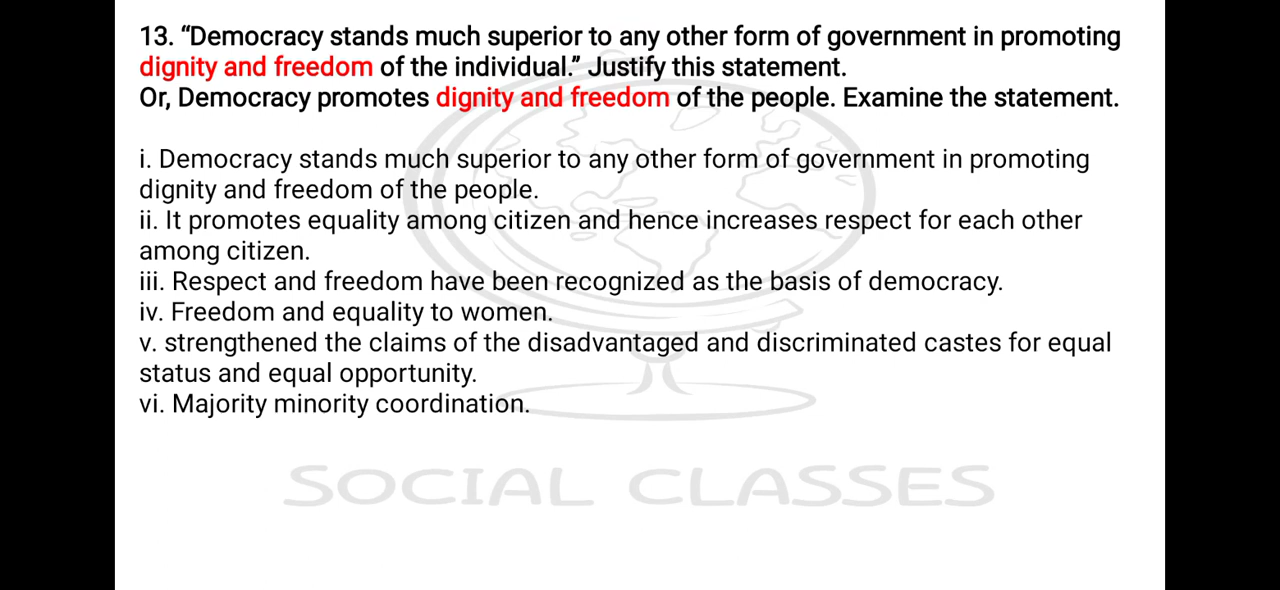 13. “Democracy stands much superior to any other form of government in promoting
dignity and freedom of the individual.” Justify this statement.
Or, Democracy promotes dignity and freedom of the people. Examine the statement.
i. Democracy stands much superior to any other form of government in promoting
dignity and freedom of the people.
ii. It promotes equality among citizen and hence increases respect for each other
among citizen.
iii. Respect and freedom have been recognized as the basis of democracy.
iv. Freedom and equality to women.
v. strengthened the claims of the disadvantaged and discriminated castes for equal
status and equal opportunity.
vi. Majority minority coordination.
SOCIAL CLASSES